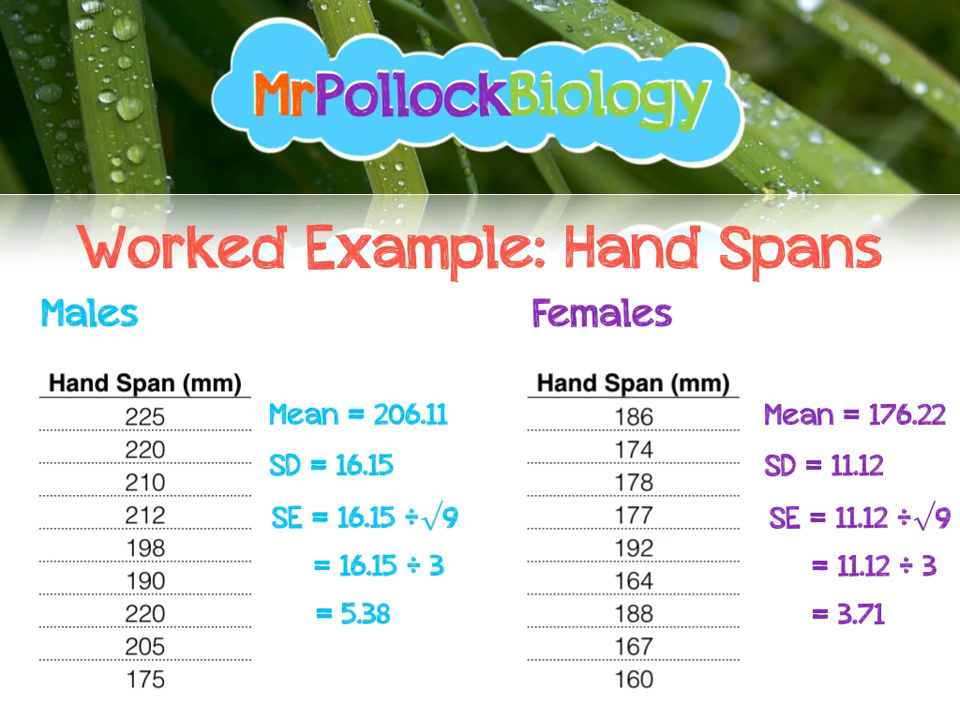 MrPollockBiology
Worked Example: Hand Spans
Males
Hand Span (mm)
225
220
210
212
198
190
220
205
175
Mean = 206.11
SD = 16.15
SE = 16.15 ÷√9
= 16.15 ÷ 3
= 5.38
Females
Hand Span (mm)
186
174
178
177
192
164
188
167
160
Mean = 176.22
SD = 11.12
SE = 11.12 ÷√9
= 11.12 ÷ 3
= 3.71